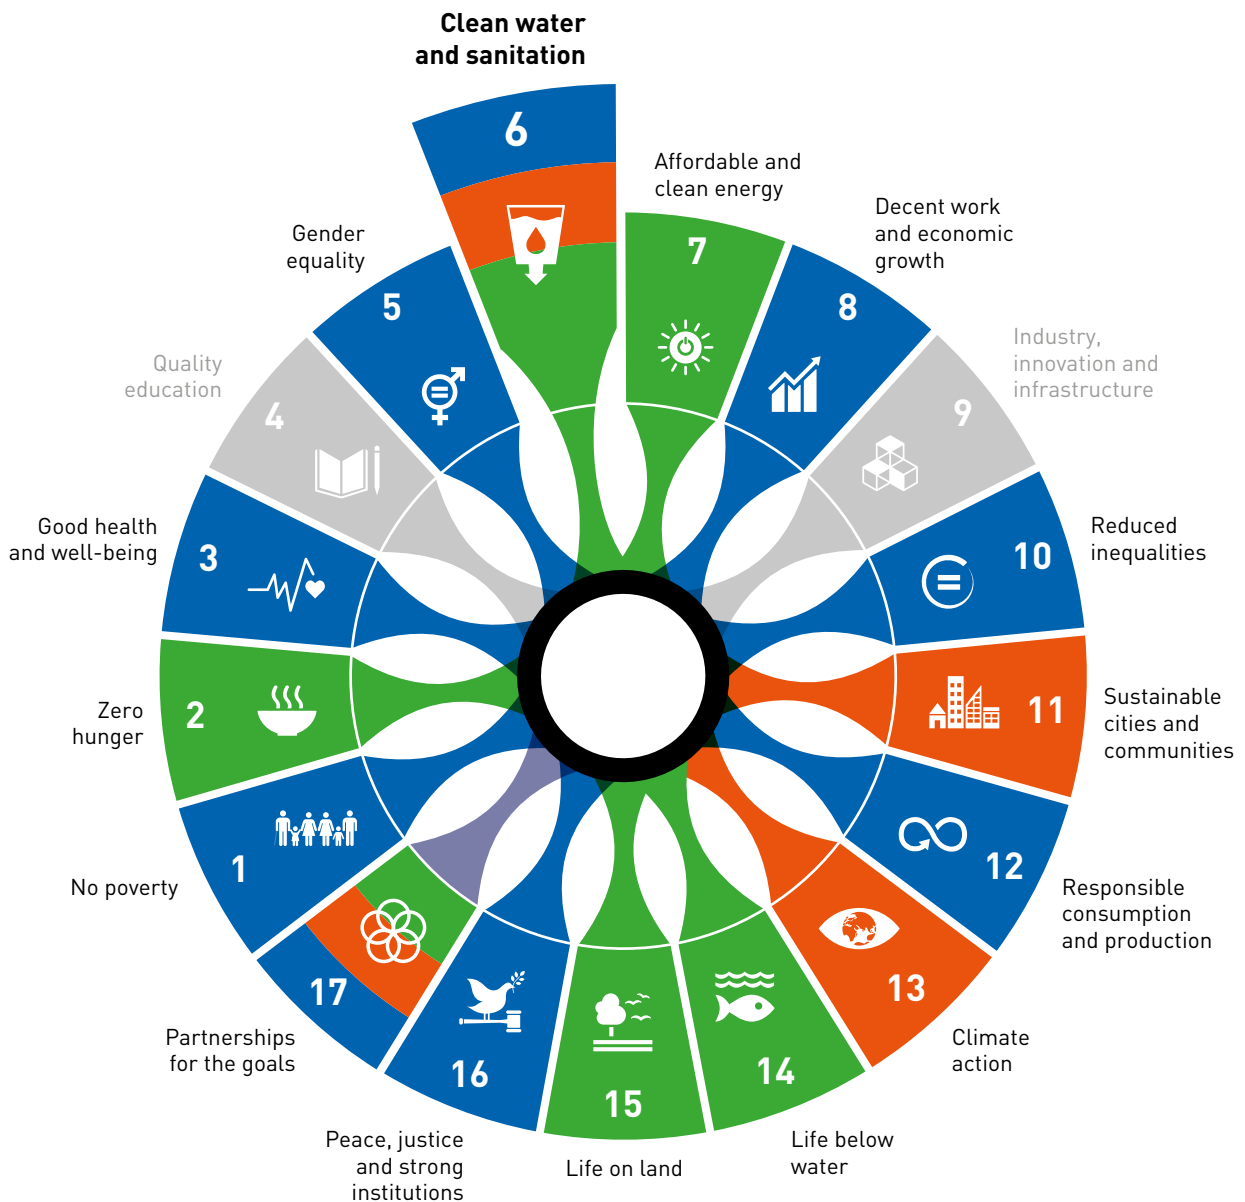 Clean water
and sanitation
6
Affordable and
clean energy
7
Decent work
and economic
growth
8
Industry,
innovation and
infrastructure
9
Reduced
inequalities
10
Sustainable
cities and
communities
11
Responsible
consumption
and production
12
Climate
action
13
Life below
water
14
Life on land
15
Peace, justice
and strong
institutions
16
Partnerships
for the goals
17
No poverty
1
Zero
hunger
2
Good health
and well-being
3
Quality
education
4
Gender
equality
5